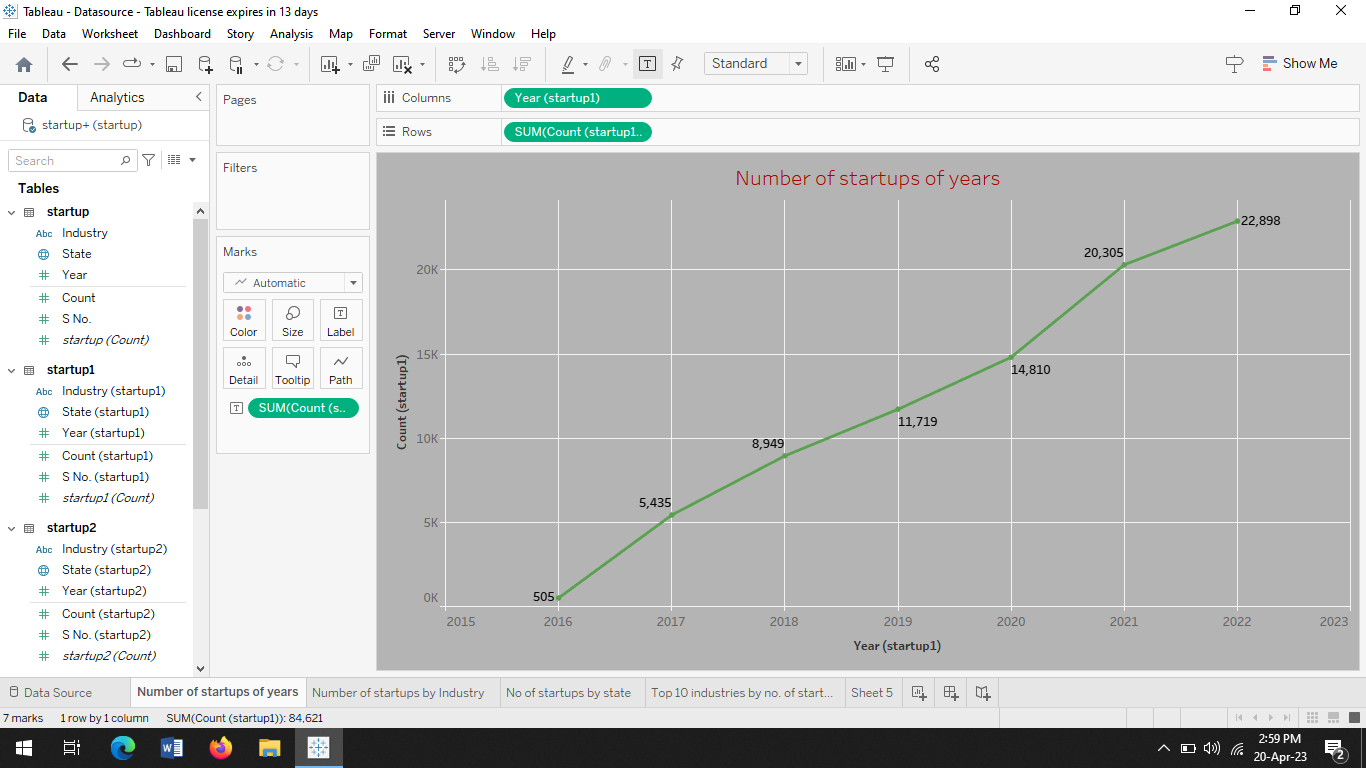 Tableau - Datasource - Tableau license expires in 13 days
File Data Worksheet Dashboard Story Analysis Map Format Server Window Help
Standard
Show Me
Data Analytics
startup+ (startup)
Search
Tables
startup
Abc Industry
State
Year
Count
S No.
startup (Count)
startup1
Abc Industry (startup1)
State (startup1)
Year (startup1)
Count (startup1)
S No. (startup1)
startup1 (Count)
startup2
Abc Industry (startup2)
State (startup2)
Year (startup2)
Count (startup2)
S No. (startup2)
startup2 (Count)
Pages
Filters
Marks
Automatic
Color Size Label
Detail Tooltip Path
SUM(Count (s..
Columns Year (startup1)
Rows SUM(Count (startup1..
Number of startups of years
Count (startup1)
20K
15K
10K
5K
0K
22,898
20,305
14,810
11,719
8,949
5,435
505
2015 2016 2017 2018 2019 2020 2021 2022 2023
Year (startup1)
Data Source Number of startups of years Number of startups by Industry No of startups by state Top 10 industries by no. of start... Sheet 5
7 marks 1 row by 1 column SUM(Count (startup1)): 84,621
2:59 PM
20-Apr-23
2